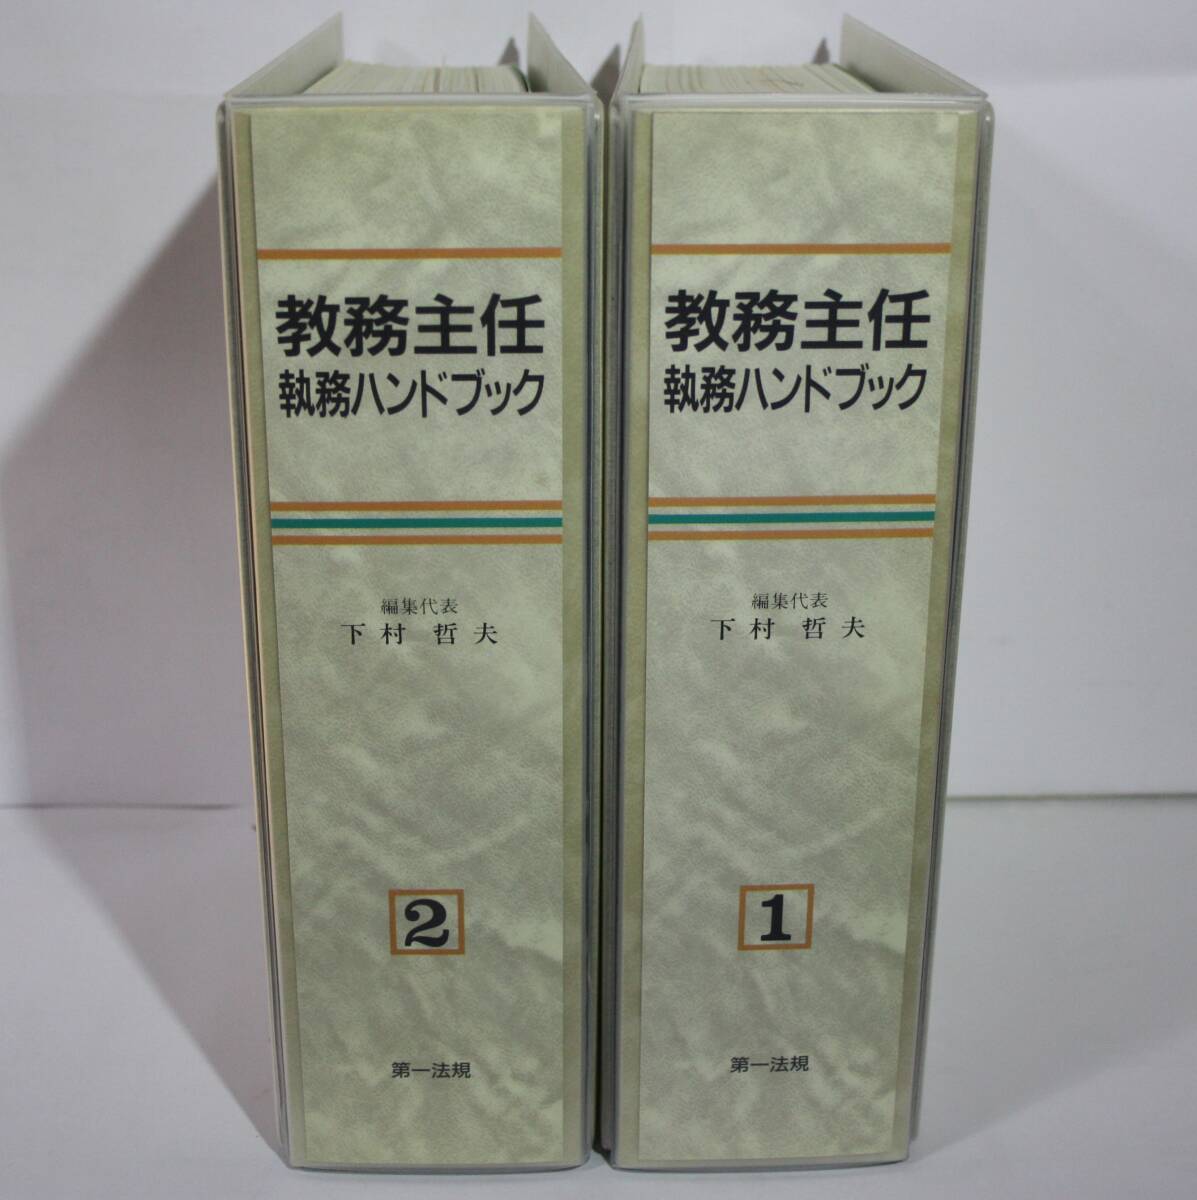 教務主任
執務ハンドブック
編集代表
下村 哲夫
2
第一法規
教務主任
執務ハンドブック
編集代表
下村 哲夫
1
第一法規